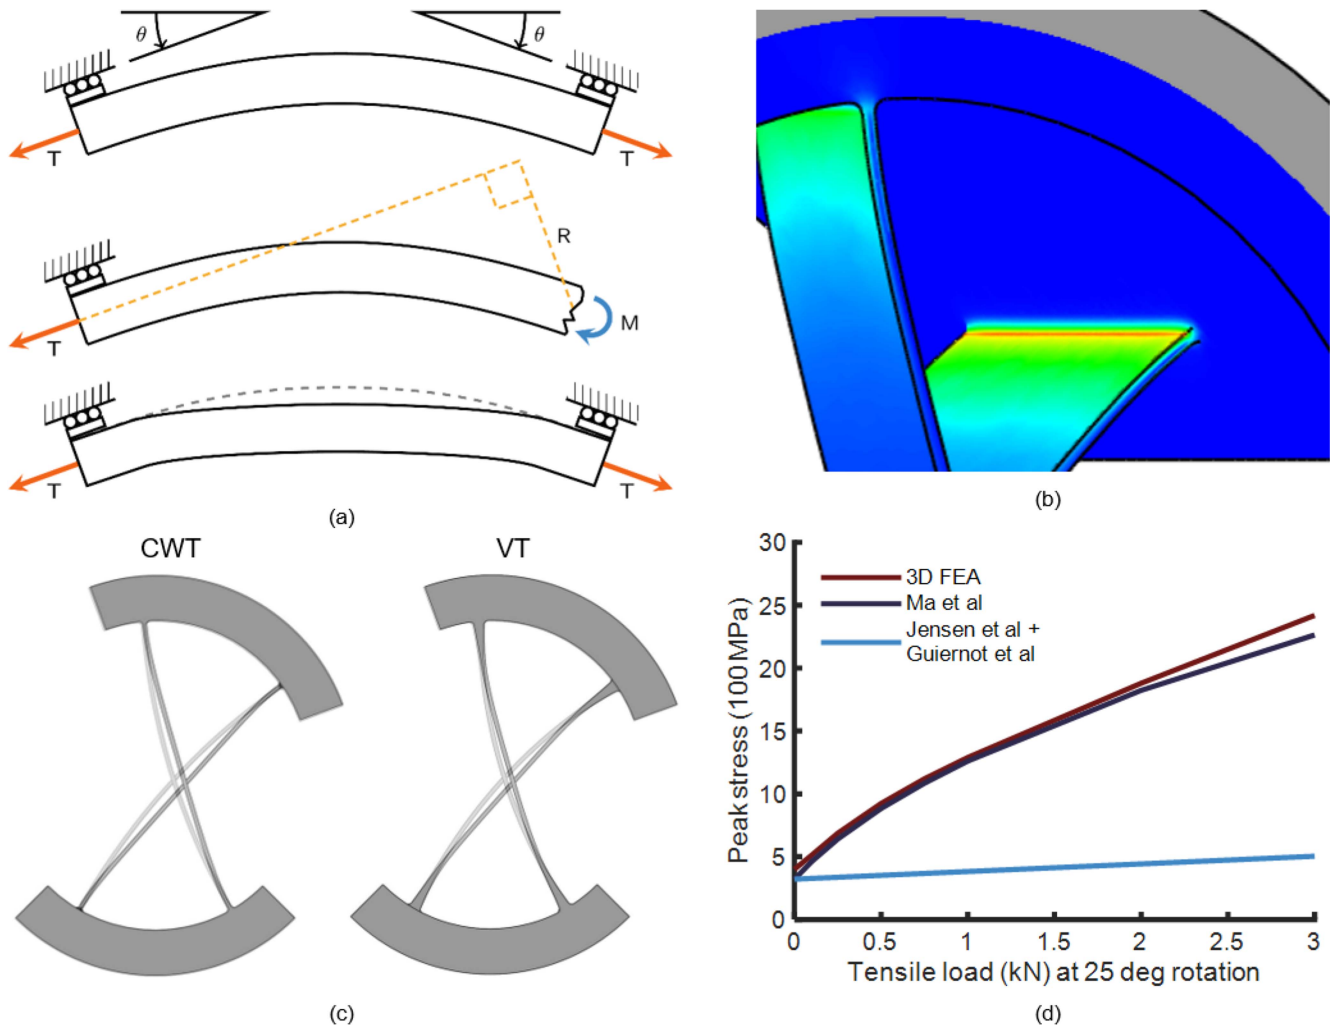 θ
θ
T
T
R
M
T
T
T
(a)
(b)
CWT
VT
(c)
30
25
20
15
10
5
0
Peak stress (100 MPa)
3D FEA
Ma et al
Jensen et al +
Guiernot et al
0 0.5 1 1.5 2 2.5 3
Tensile load (kN) at 25 deg rotation
(d)